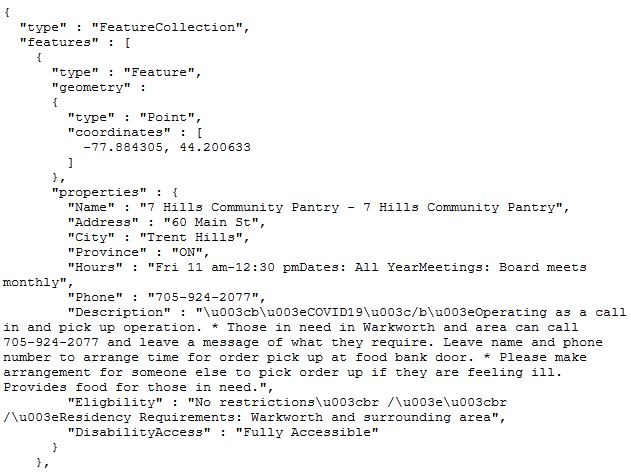 {
"type" : "FeatureCollection",
"features" : [
{
"type" : "Feature",
"geometry" :
{
"type" : "Point",
"coordinates" : [
-77.884305, 44.200633
]
},
"properties" : {
"Name" : "7 Hills Community Pantry - 7 Hills Community Pantry",
"Address" : "60 Main St",
"City" : "Trent Hills",
"Province" : "ON",
"Hours" : "Fri 11 am-12:30 pmDates: All YearMeetings: Board meets
monthly",
"Phone" : "705-924-2077",
"Description" : "\u003cb\u003eCOVID19\u003c/b\u003eOperating as a call
in and pick up operation. * Those in need in Warkworth and area can call
705-924-2077 and leave a message of what they require. Leave name and phone
number to arrange time for order pick up at food bank door. * Please make
arrangement for someone else to pick order up if they are feeling ill.
Provides food for those in need.",
"Eligbility" : "No restrictions\u003cbr /\u003e\u003cbr
/\u003eResidency Requirements: Warkworth and surrounding area",
"DisabilityAccess" : "Fully Accessible"
}
},